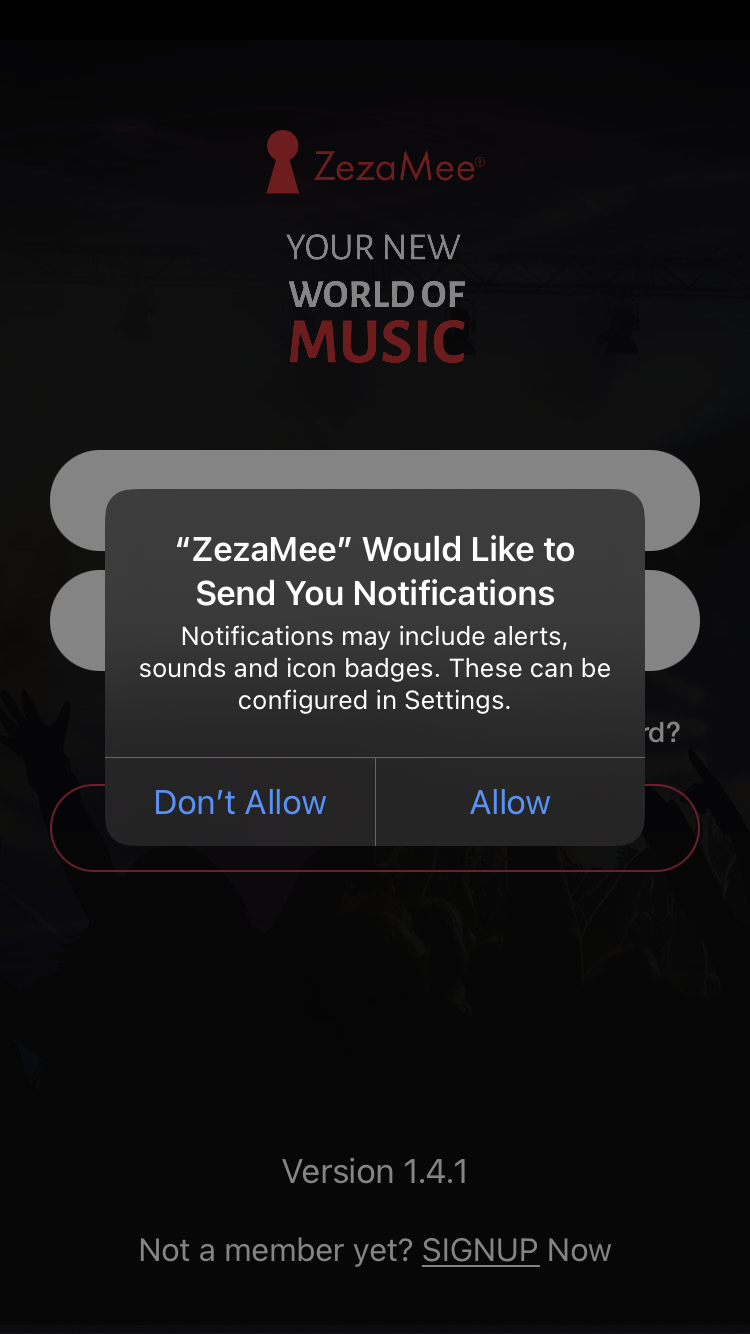 ZezaMee®
YOUR NEW
WORLD OF
MUSIC
“ZezaMee” Would Like to
Send You Notifications
Notifications may include alerts,
sounds and icon badges. These can be
configured in Settings.
rd?
Don’t Allow
Allow
Version 1.4.1
Not a member yet? SIGNUP Now